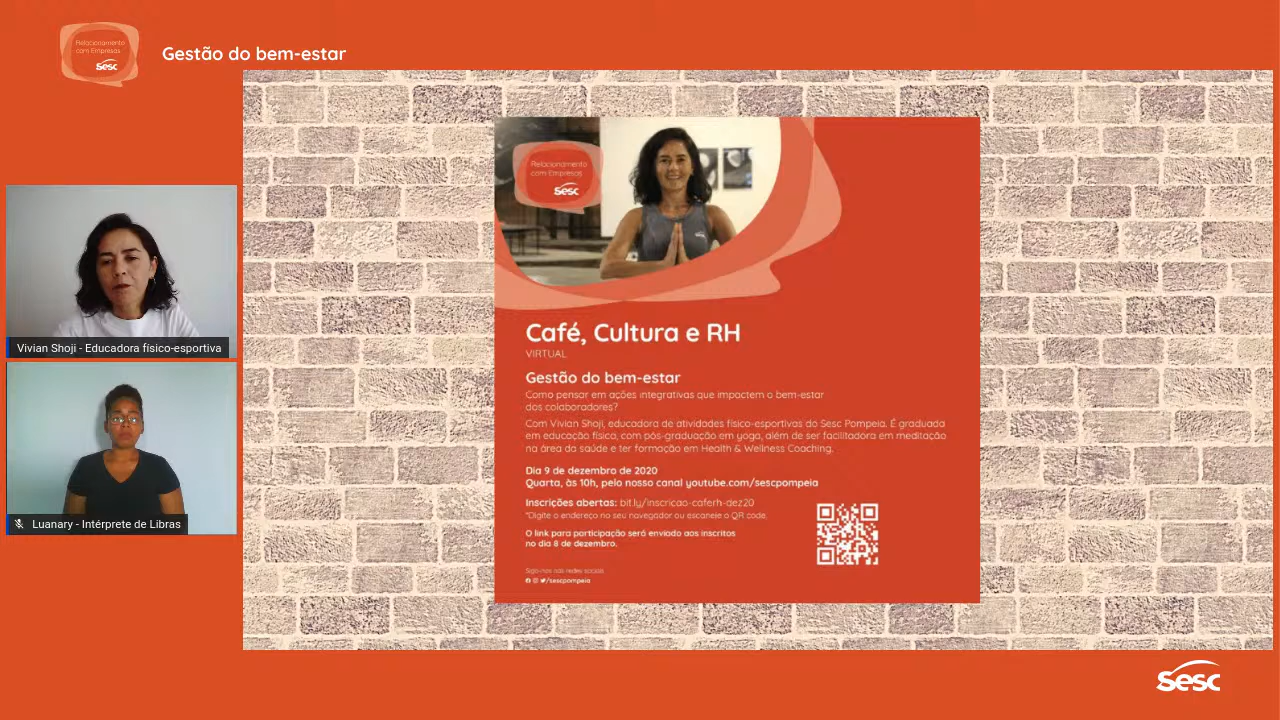 Relacionamento
com Empresas
Sesc
Gestão do bem-estar
Vivian Shoji - Educadora físico-esportiva
Luanary - Intérprete de Libras
Relacionamento
com Empresas
Sesc
Café, Cultura e RH
VIRTUAL
Gestão do bem-estar
Como pensar em ações integrativas que impactem o bem-estar
dos colaboradores?
Com Vivian Shoji, educadora de atividades físico-esportivas do Sesc Pompeia. É graduada
em educação física, com pós-graduação em yoga, além de ser facilitadora em meditação
na área da saúde e ter formação em Health & Wellness Coaching.
Dia 9 de dezembro de 2020
Quarta, às 10h, pelo nosso canal youtube.com/sescpompeia
Inscrições abertas: bit.ly/inscricao-caferh-dez20
*Digite o endereço no seu navegador ou escaneie o QR code.
O link para participação será enviado aos inscritos
no dia 8 de dezembro.
Siga-nos nas redes sociais
/sescpompeia
Sesc